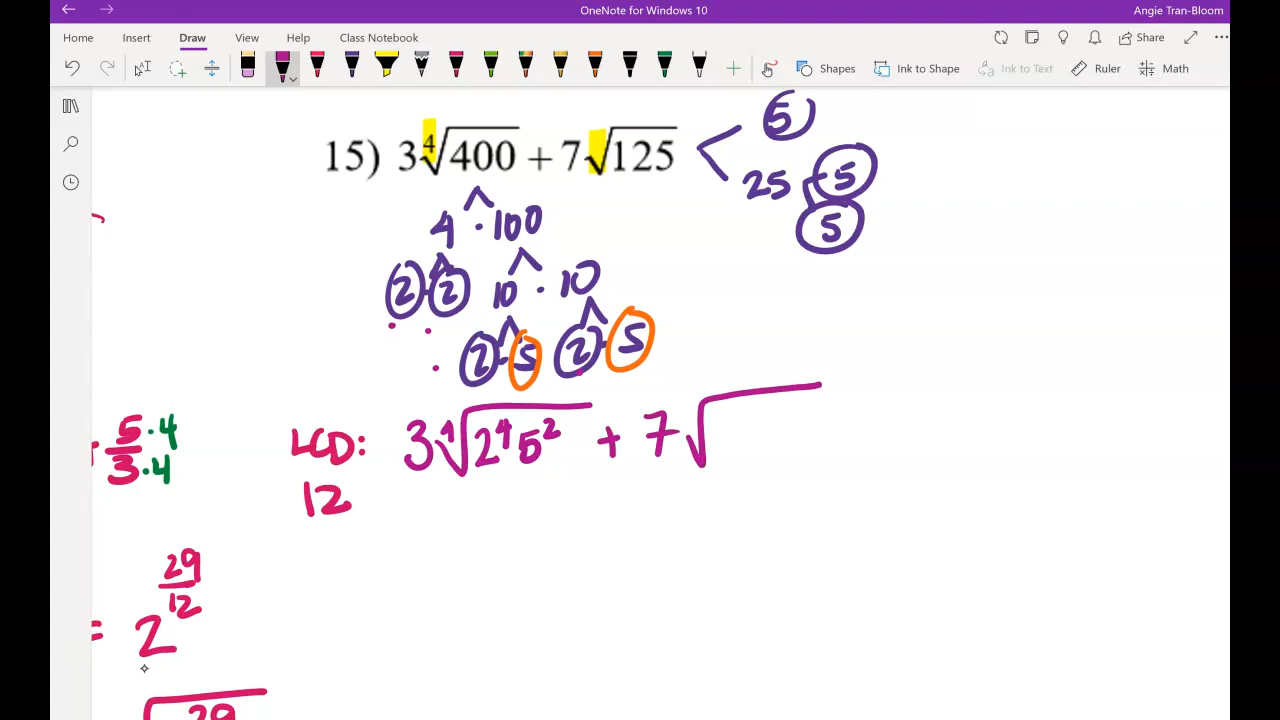 OneNote for Windows 10
Angie Tran-Bloom
Home Insert Draw View Help Class Notebook Share
Shapes Ink to Shape Ink to Text Ruler Math
15) 3∜400 + 7√125
5
25 5
5
4 · 100
2 · 2 10 · 10
2 · 5 2 · 5
5/3 · 4/4
LCD: 3∜2⁴5² + 7√
12
= 2^(29/12)
29